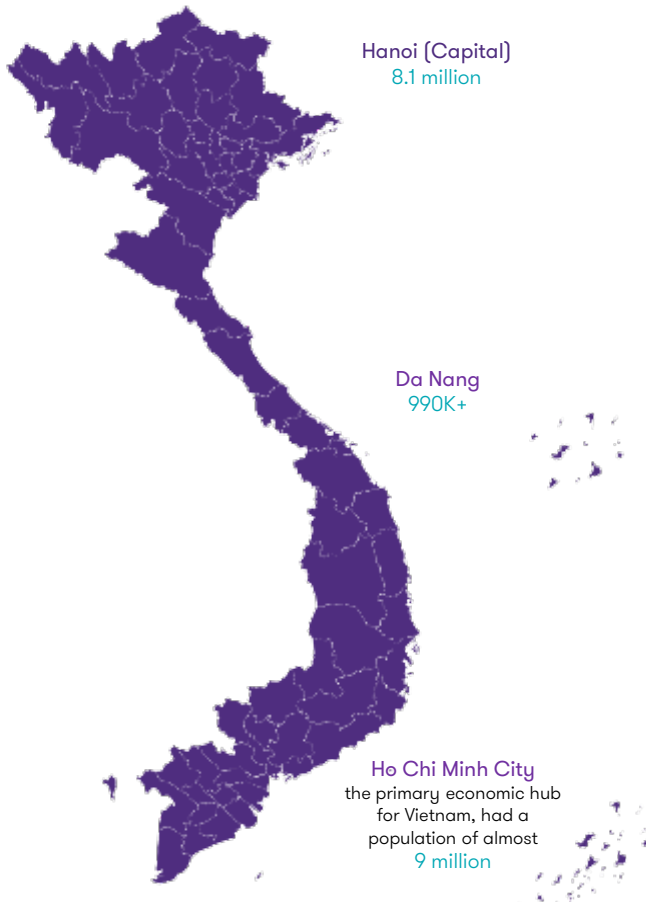 Hanoi (Capital)
8.1 million
Da Nang
990K+
Ho Chi Minh City
the primary economic hub
for Vietnam, had a
population of almost
9 million